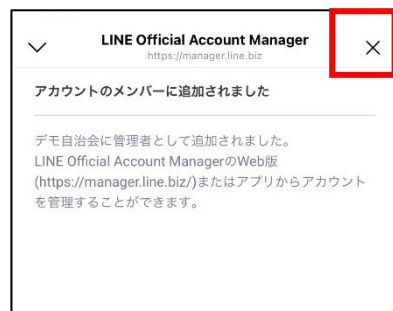 LINE Official Account Manager
https://manager.line.biz
アカウントのメンバーに追加されました
デモ自治会に管理者として追加されました。
LINE Official Account ManagerのWeb版
(https://manager.line.biz/)またはアプリからアカウント
を管理することができます。